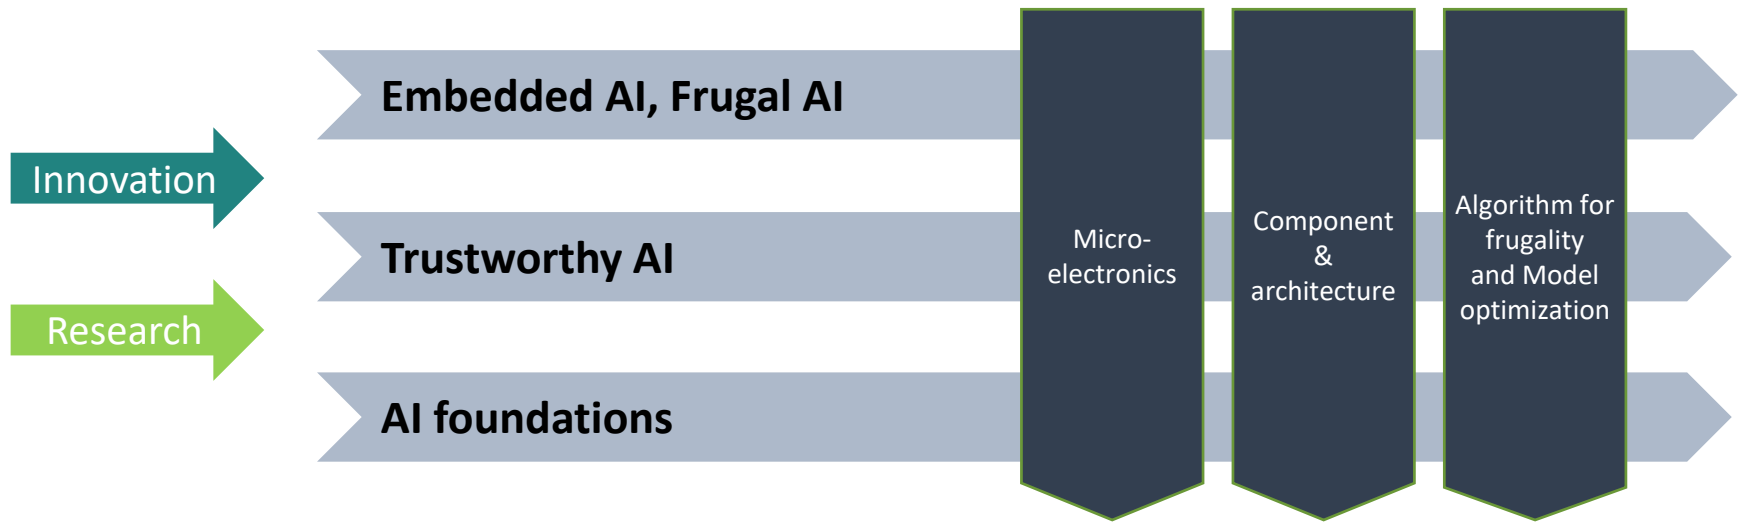 Innovation
Research
Embedded AI, Frugal AI
Trustworthy AI
AI foundations
Micro-
electronics
Component
&
architecture
Algorithm for
frugality
and Model
optimization